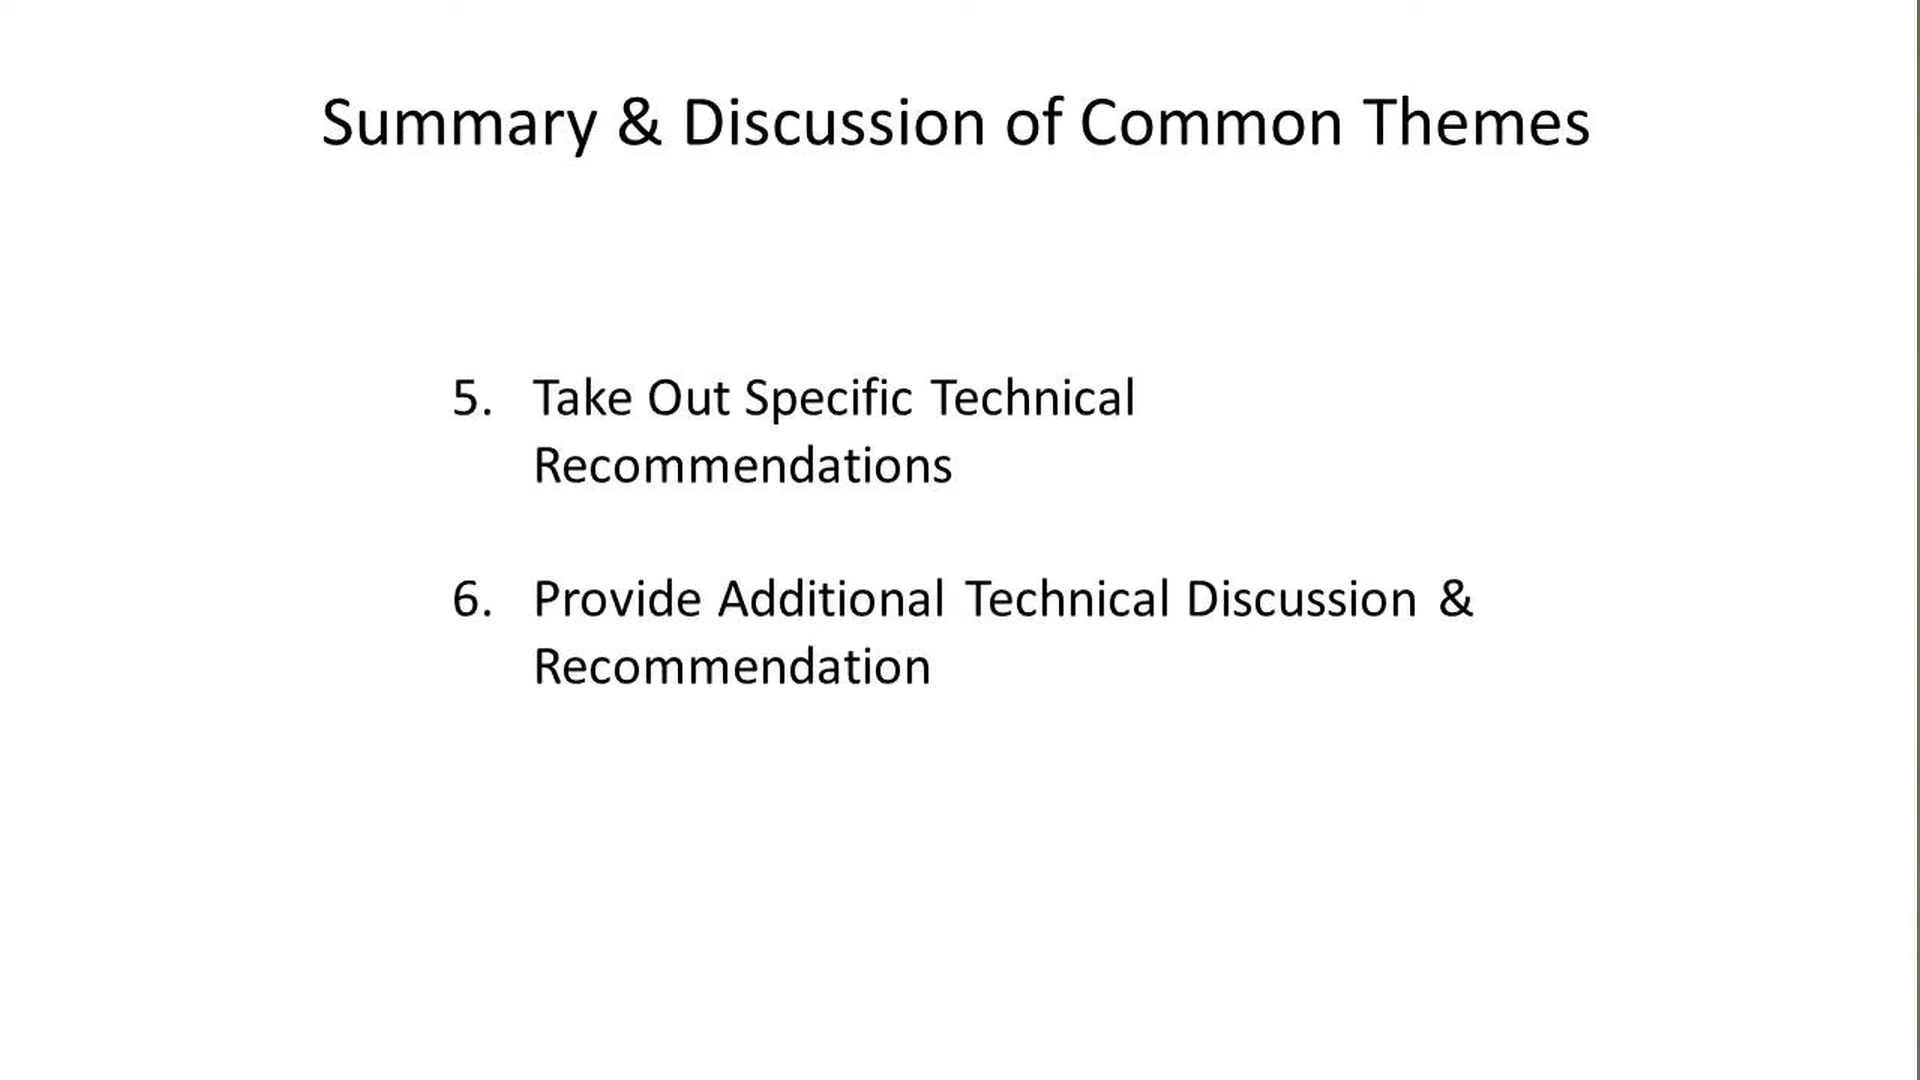 Summary & Discussion of Common Themes
5. Take Out Specific Technical
Recommendations
6. Provide Additional Technical Discussion &
Recommendation